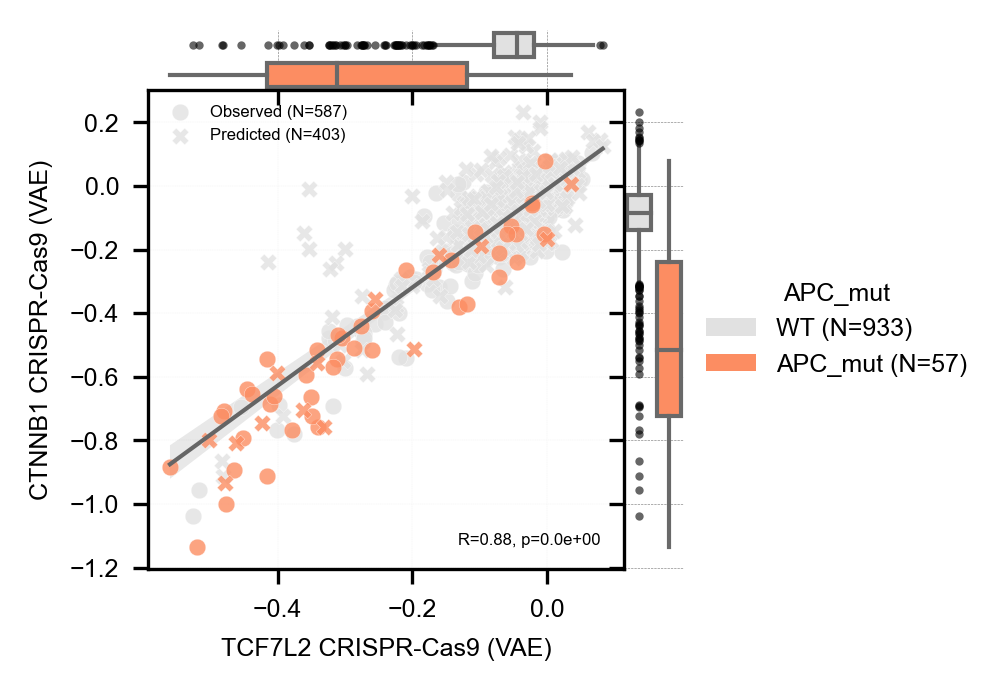 Observed (N=587)
Predicted (N=403)
0.2
0.0
−0.2
−0.4
−0.6
−0.8
−1.0
−1.2
CTNNB1 CRISPR-Cas9 (VAE)
R=0.88, p=0.0e+00
−0.4
−0.2
0.0
TCF7L2 CRISPR-Cas9 (VAE)
APC_mut
WT (N=933)
APC_mut (N=57)